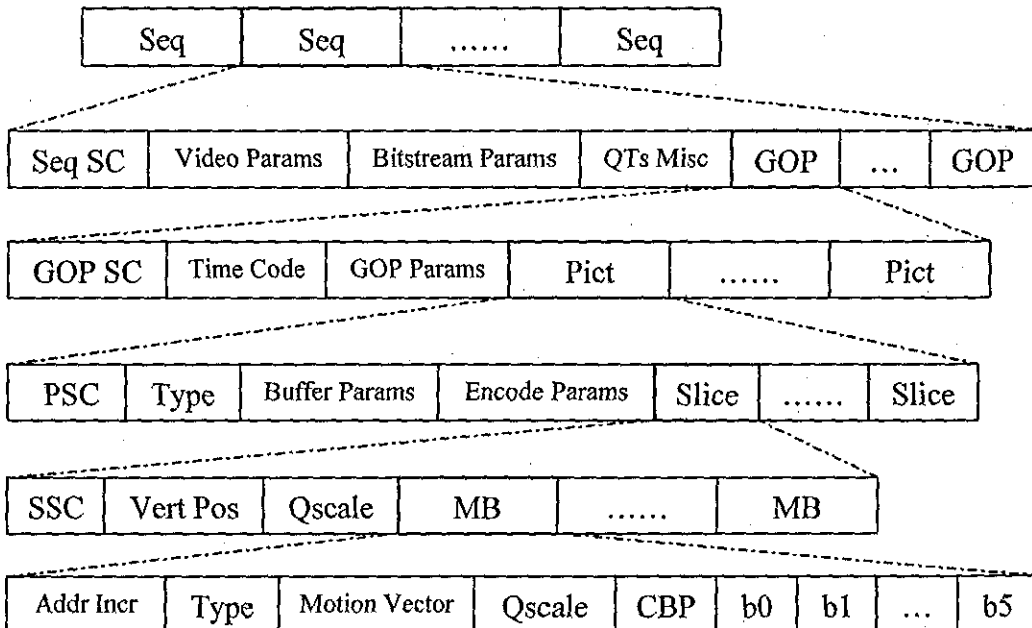 Seq Seq ...... Seq
Seq SC Video Params Bitstream Params QTs Misc GOP ... GOP
GOP SC Time Code GOP Params Pict ...... Pict
PSC Type Buffer Params Encode Params Slice ...... Slice
SSC Vert Pos Qscale MB ...... MB
Addr Incr Type Motion Vector Qscale CBP b0 b1 ... b5